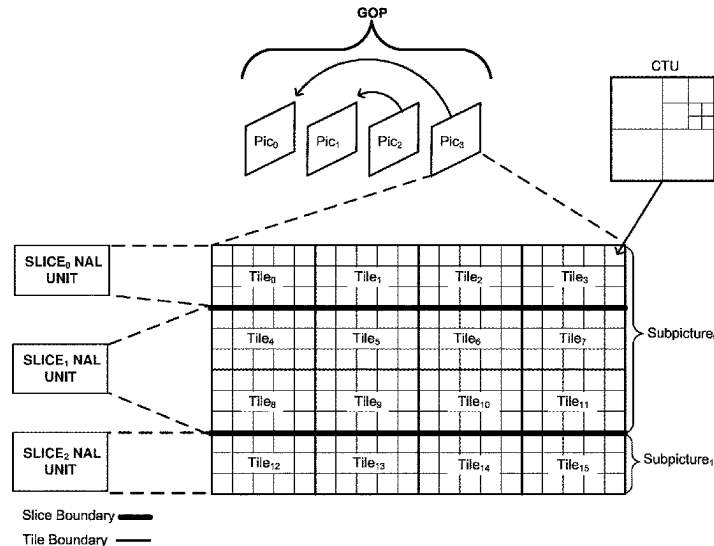 GOP
CTU
Pic₀ Pic₁ Pic₂ Pic₃
SLICE₀ NAL
UNIT
Tile₀ Tile₁ Tile₂ Tile₃
SLICE₁ NAL
UNIT
Tile₄ Tile₅ Tile₆ Tile₇
Subpicture
Tile₈ Tile₉ Tile₁₀ Tile₁₁
SLICE₂ NAL
UNIT
Tile₁₂ Tile₁₃ Tile₁₄ Tile₁₅
Subpicture₁
Slice Boundary
Tile Boundary